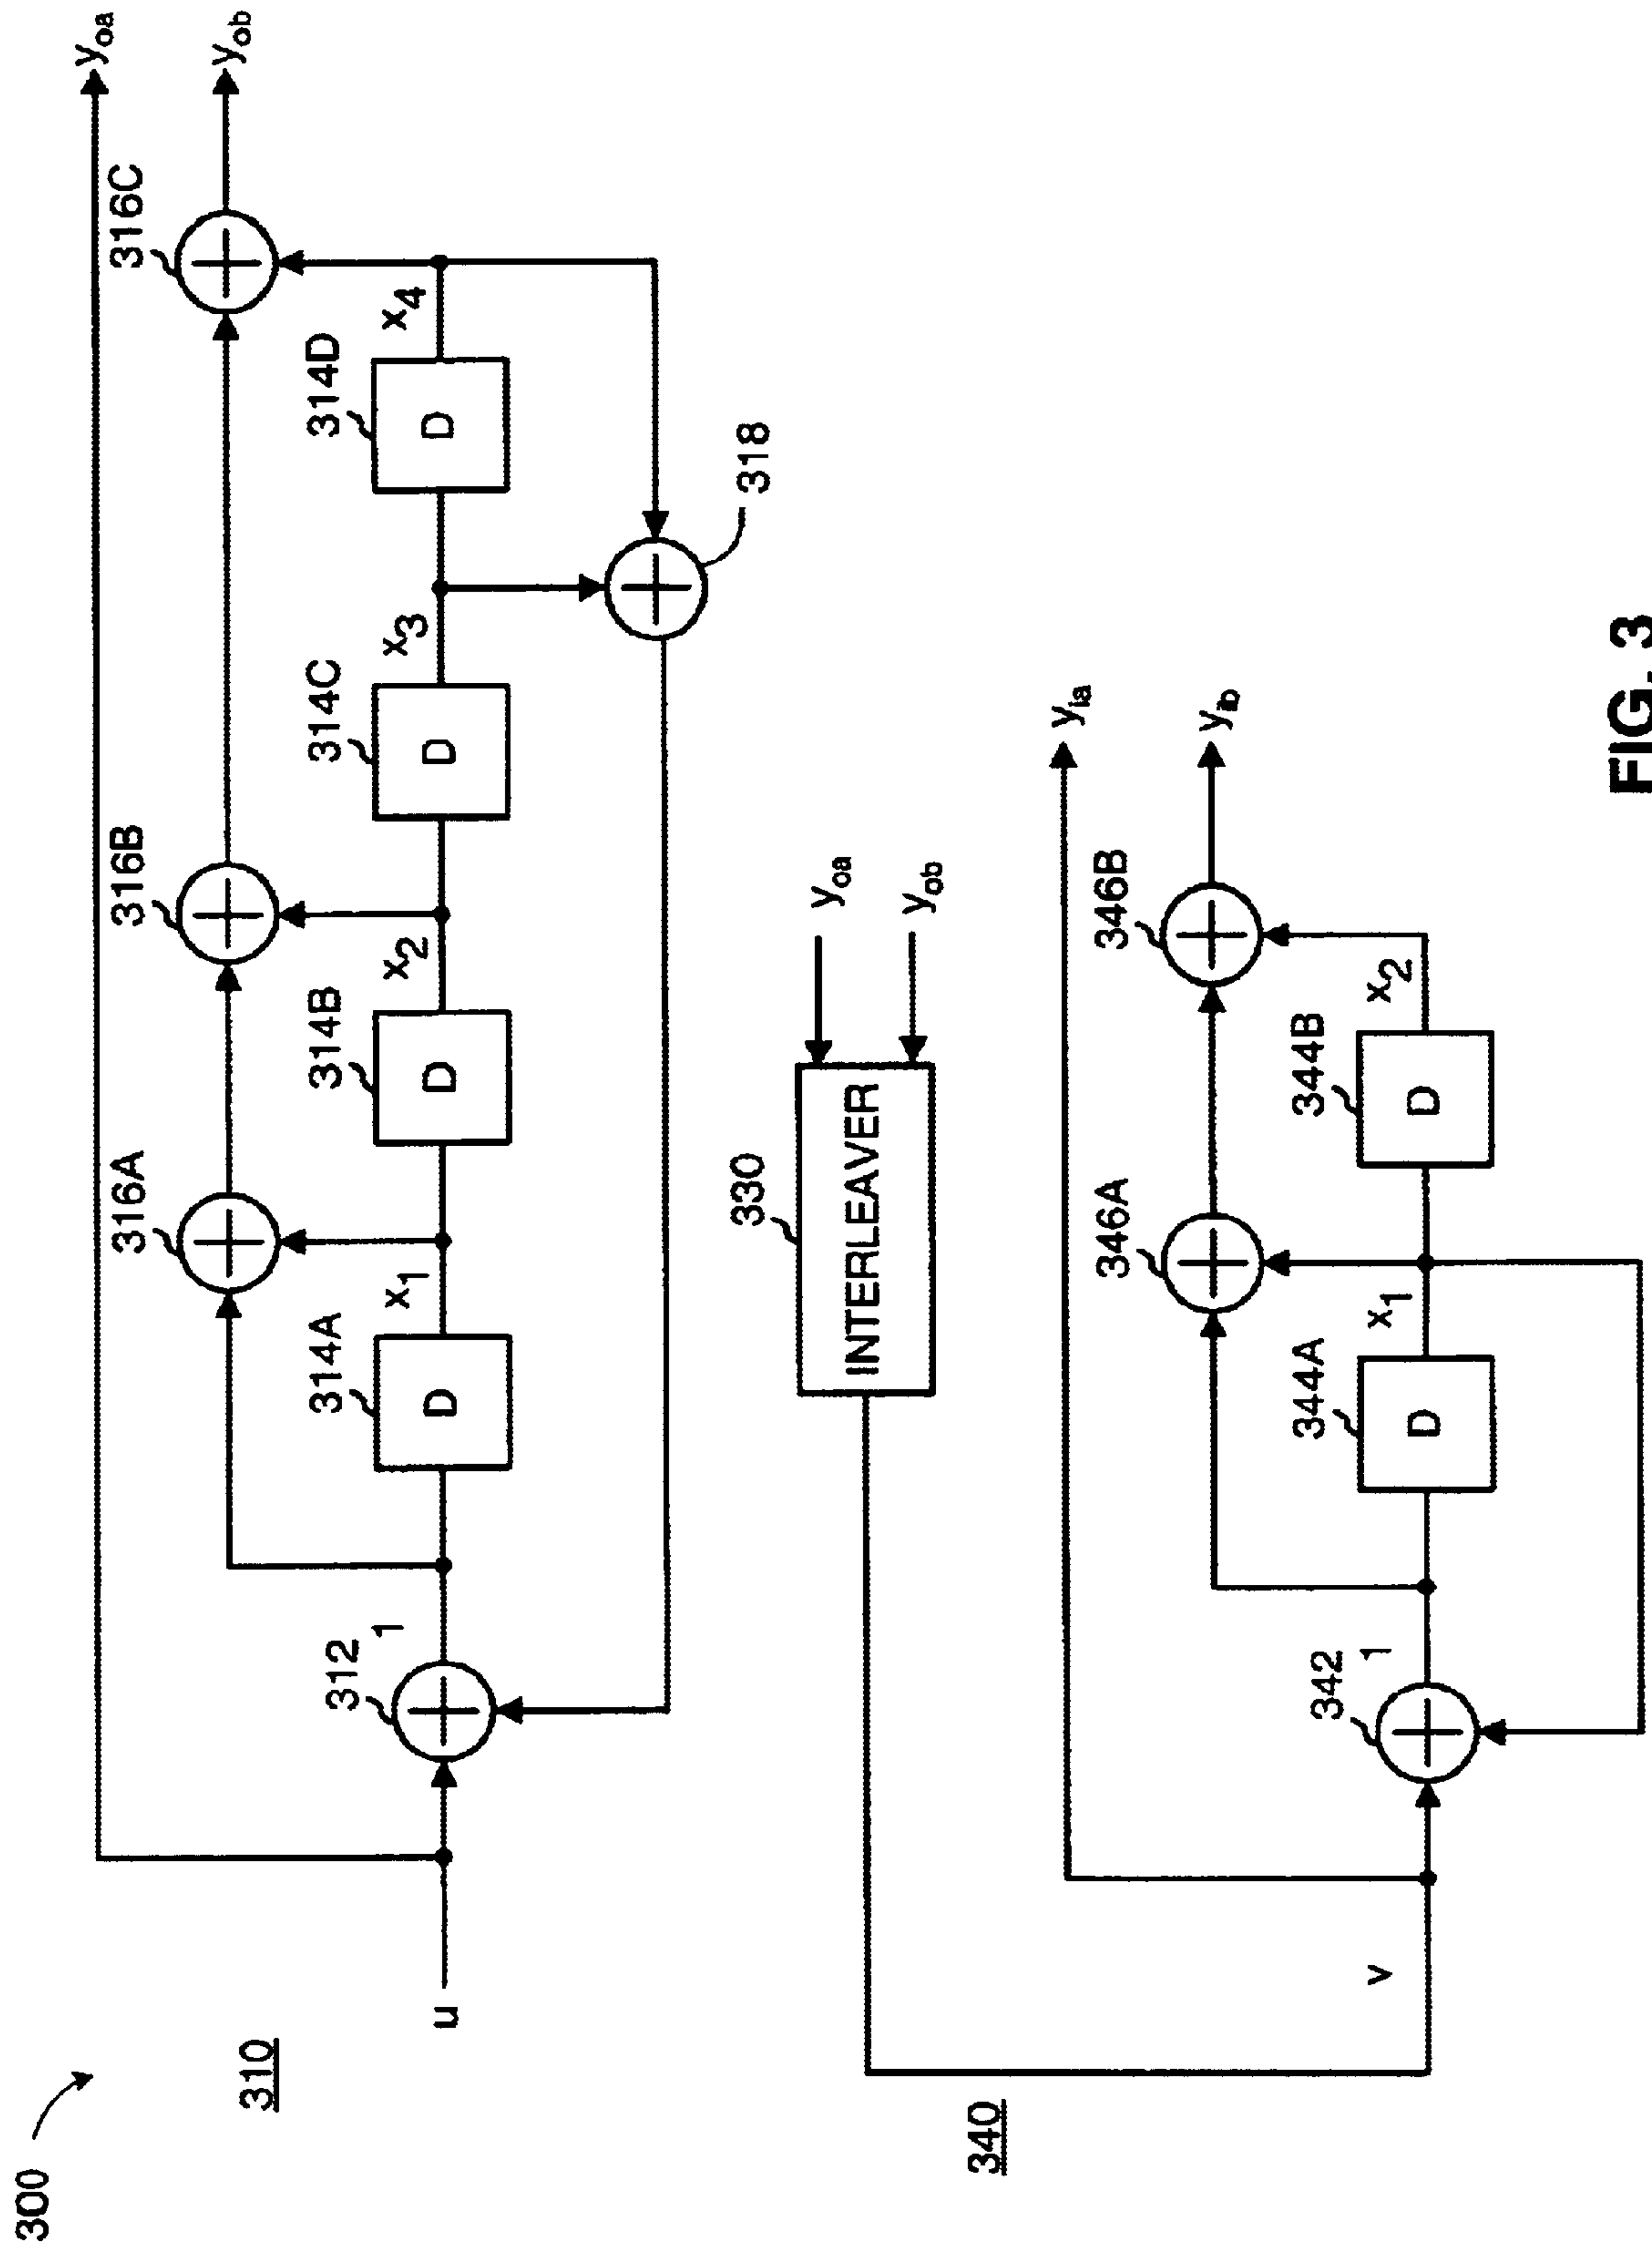 300
310
u
312
1
314A
D
x1
316A
314B
D
x2
316B
314C
D
x3
314D
D
x4
316C
318
yoa
yob
330
INTERLEAVER
yoa
yob
340
v
342
1
344A
D
x1
346A
344B
D
x2
346B
yia
yib
FIG. 3